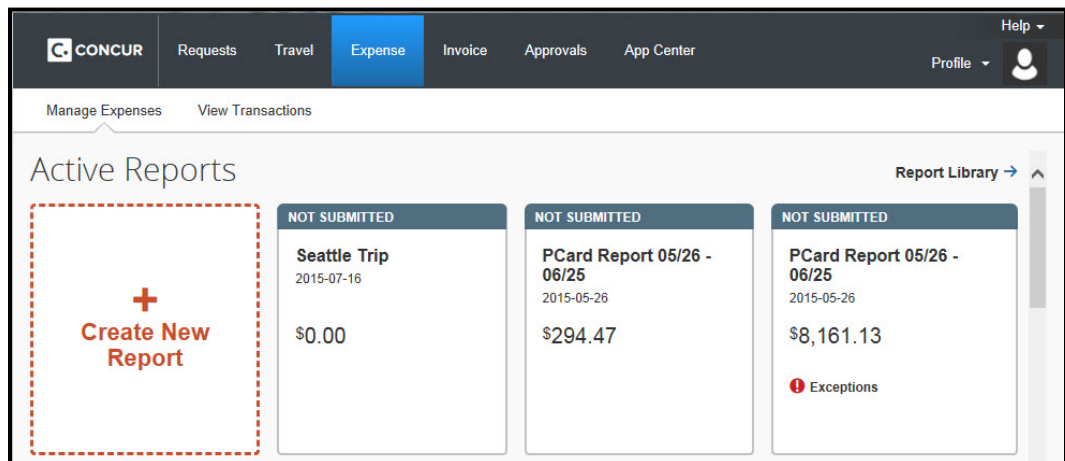 Help
C. CONCUR Requests Travel Expense Invoice Approvals App Center
Profile
Manage Expenses View Transactions
Active Reports
Report Library →
+
Create New
Report
NOT SUBMITTED
Seattle Trip
2015-07-16
$0.00
NOT SUBMITTED
PCard Report 05/26 -
06/25
2015-05-26
$294.47
NOT SUBMITTED
PCard Report 05/26 -
06/25
2015-05-26
$8,161.13
! Exceptions